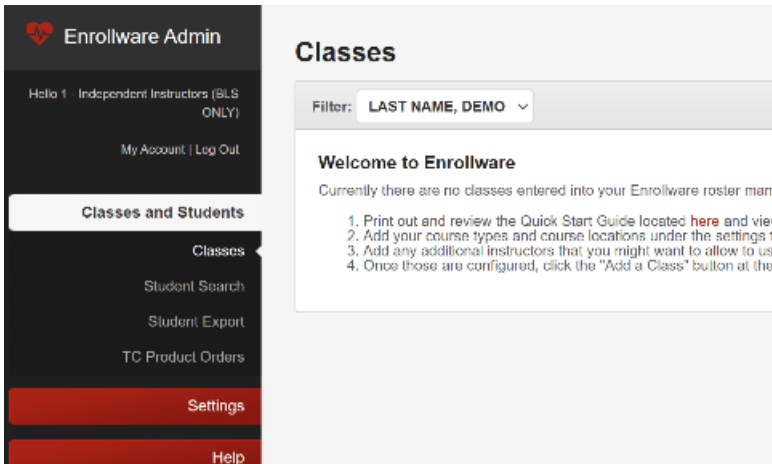 Enrollware Admin
Hello 1 - Independent Instructors (BLS
ONLY)
My Account | Log Out
Classes and Students
Classes
Student Search
Student Export
TC Product Orders
Settings
Help
Classes
Filter: LAST NAME, DEMO
Welcome to Enrollware
Currently there are no classes entered into your Enrollware roster man
1. Print out and review the Quick Start Guide located here and vie
2. Add your course types and course locations under the settings t
3. Add any additional instructors that you might want to allow to us
4. Once those are configured, click the "Add a Class" button at the